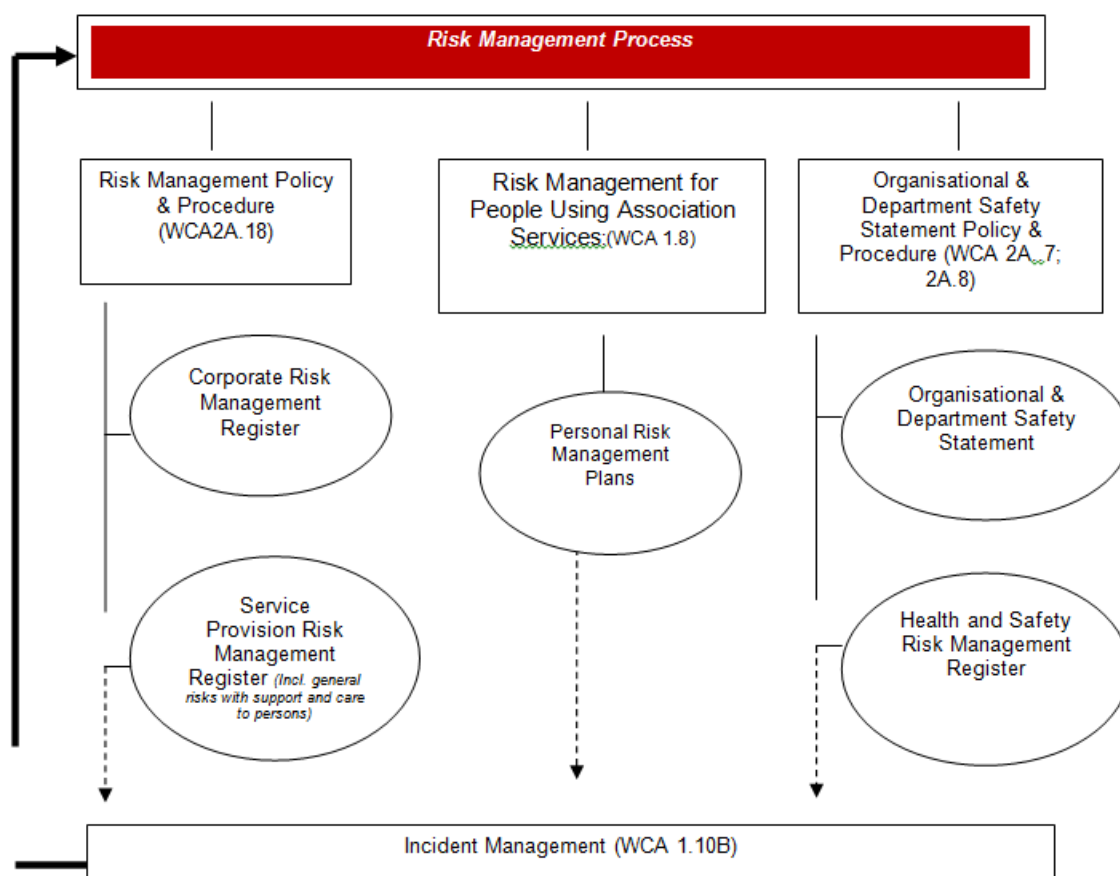 Risk Management Process
Risk Management Policy
& Procedure
(WCA2A.18)
Risk Management for
People Using Association
Services:(WCA 1.8)
Organisational &
Department Safety
Statement Policy &
Procedure (WCA 2A..7;
2A.8)
Corporate Risk
Management
Register
Personal Risk
Management
Plans
Organisational &
Department Safety
Statement
Service
Provision Risk
Management
Register (Incl. general
risks with support and care
to persons)
Health and Safety
Risk Management
Register
Incident Management (WCA 1.10B)